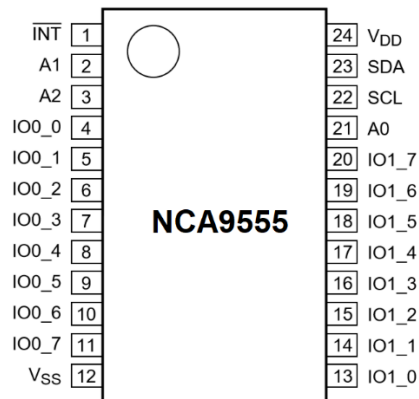 I̅N̅T̅ 1 24 VDD
A1 2 23 SDA
A2 3 22 SCL
IO0_0 4 21 A0
IO0_1 5 20 IO1_7
IO0_2 6 19 IO1_6
IO0_3 7 18 IO1_5
NCA9555
IO0_4 8 17 IO1_4
IO0_5 9 16 IO1_3
IO0_6 10 15 IO1_2
IO0_7 11 14 IO1_1
VSS 12 13 IO1_0